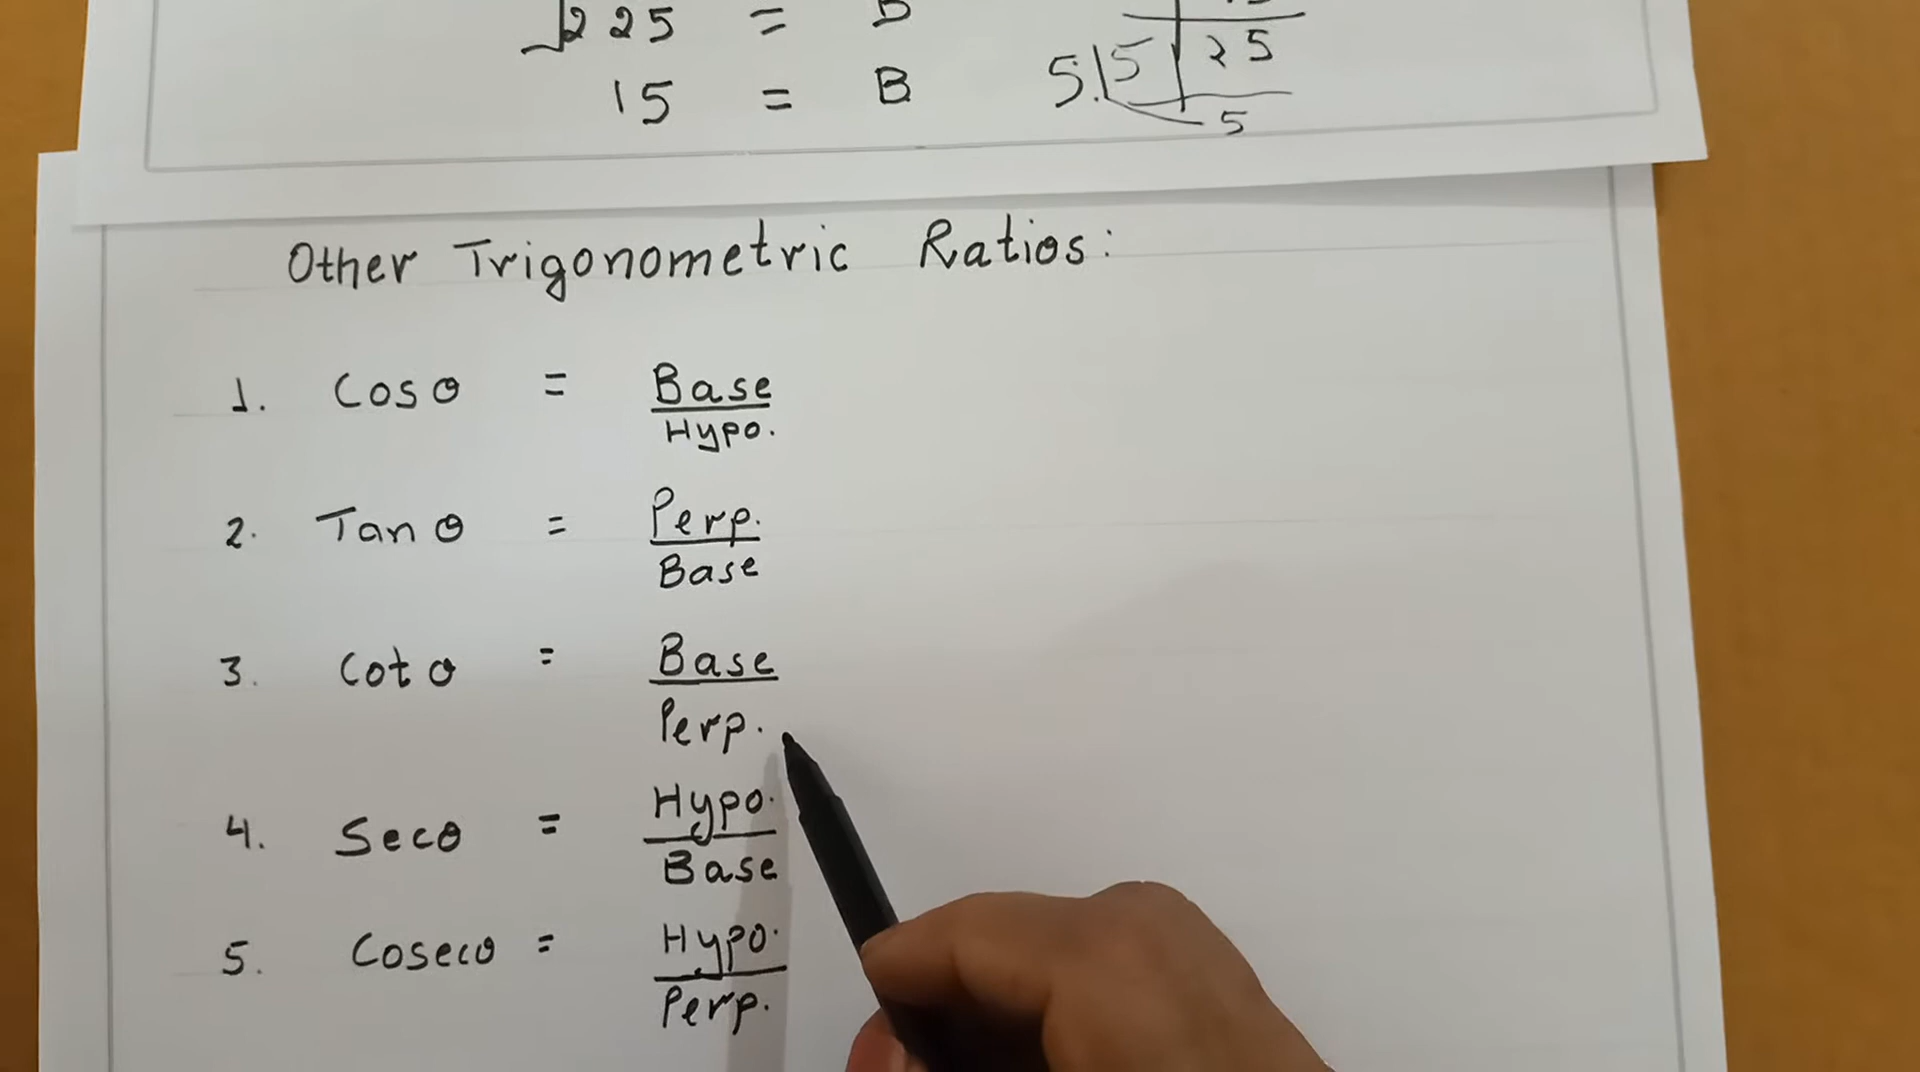 √225 = B
15 = B
5 | 5 | 25
5
Other Trigonometric Ratios:
1. Cosθ = Base
Hypo.
2. Tanθ = Perp.
Base
3. Cotθ = Base
Perp.
4. Secθ = Hypo.
Base
5. Cosecθ = Hypo.
Perp.